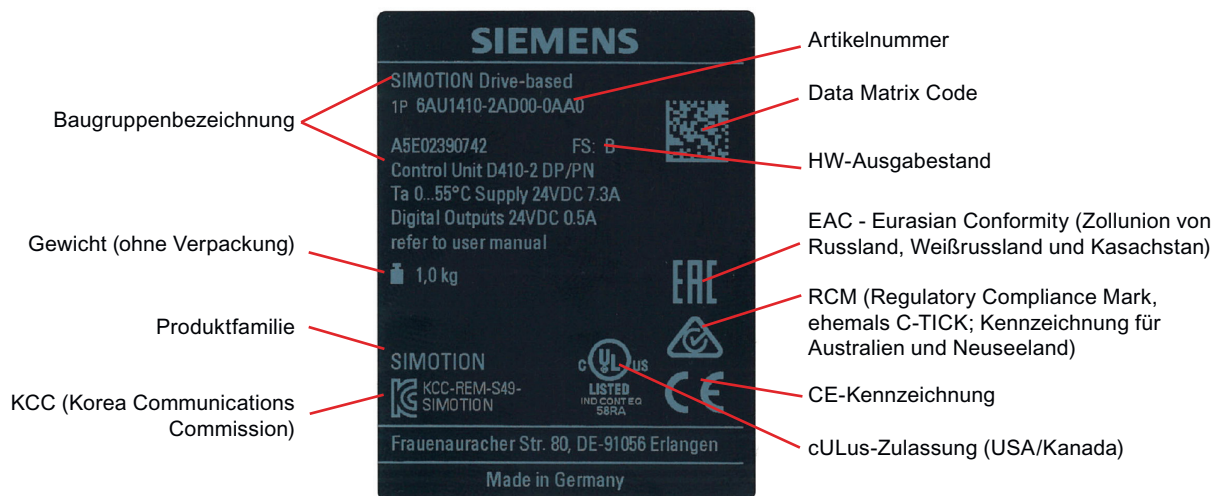 SIEMENS
SIMOTION Drive-based
1P 6AU1410-2AD00-0AA0
A5E02390742 FS: B
Control Unit D410-2 DP/PN
Ta 0...55°C Supply 24VDC 7.3A
Digital Outputs 24VDC 0.5A
refer to user manual
1,0 kg
EAC
SIMOTION
KCC-REM-S49-
SIMOTION
C UL US
LISTED
IND CONT EQ
58RA
CE
Frauenauracher Str. 80, DE-91056 Erlangen
Made in Germany
Baugruppenbezeichnung
Gewicht (ohne Verpackung)
Produktfamilie
KCC (Korea Communications
Commission)
Artikelnummer
Data Matrix Code
HW-Ausgabestand
EAC - Eurasian Conformity (Zollunion von
Russland, Weißrussland und Kasachstan)
RCM (Regulatory Compliance Mark,
ehemals C-TICK; Kennzeichnung für
Australien und Neuseeland)
CE-Kennzeichnung
cULus-Zulassung (USA/Kanada)